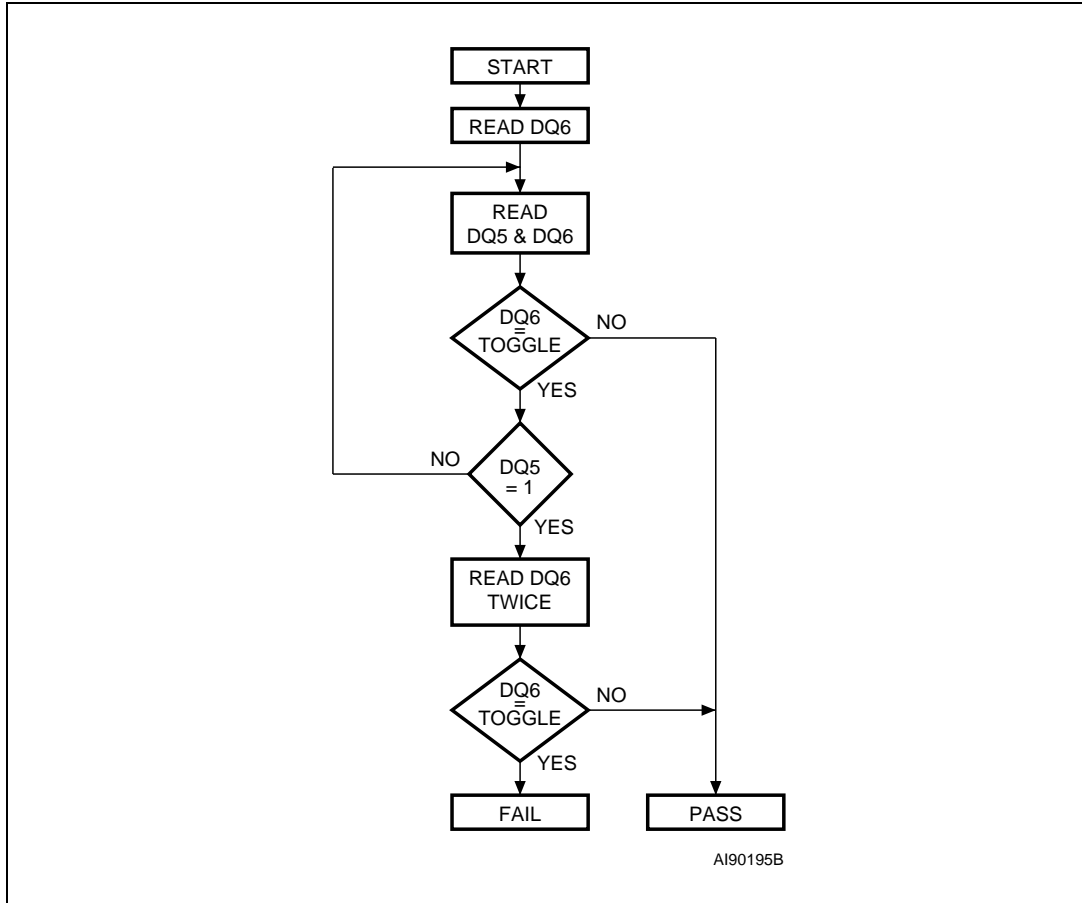 START
READ DQ6
READ
DQ5 & DQ6
DQ6
=
TOGGLE
NO
YES
DQ5
= 1
NO
YES
READ DQ6
TWICE
DQ6
=
TOGGLE
NO
YES
FAIL
PASS
AI90195B